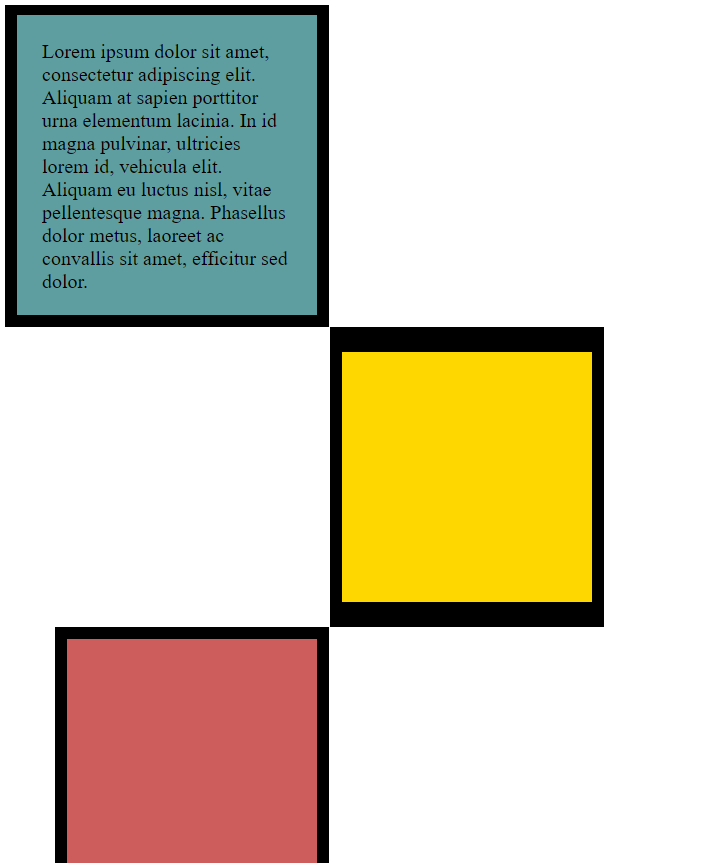 Lorem ipsum dolor sit amet,
consectetur adipiscing elit.
Aliquam at sapien porttitor
urna elementum lacinia. In id
magna pulvinar, ultricies
lorem id, vehicula elit.
Aliquam eu luctus nisl, vitae
pellentesque magna. Phasellus
dolor metus, laoreet ac
convallis sit amet, efficitur sed
dolor.